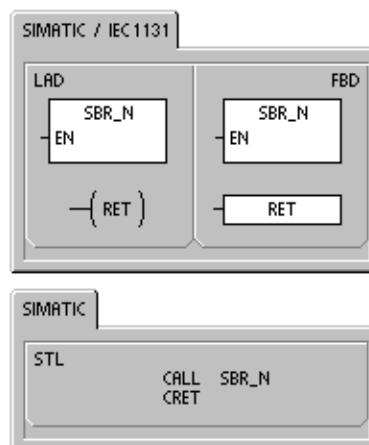 SIMATIC / IEC1131
LAD FBD
SBR_N SBR_N
EN EN
RET RET
SIMATIC
STL
CALL SBR_N
CRET